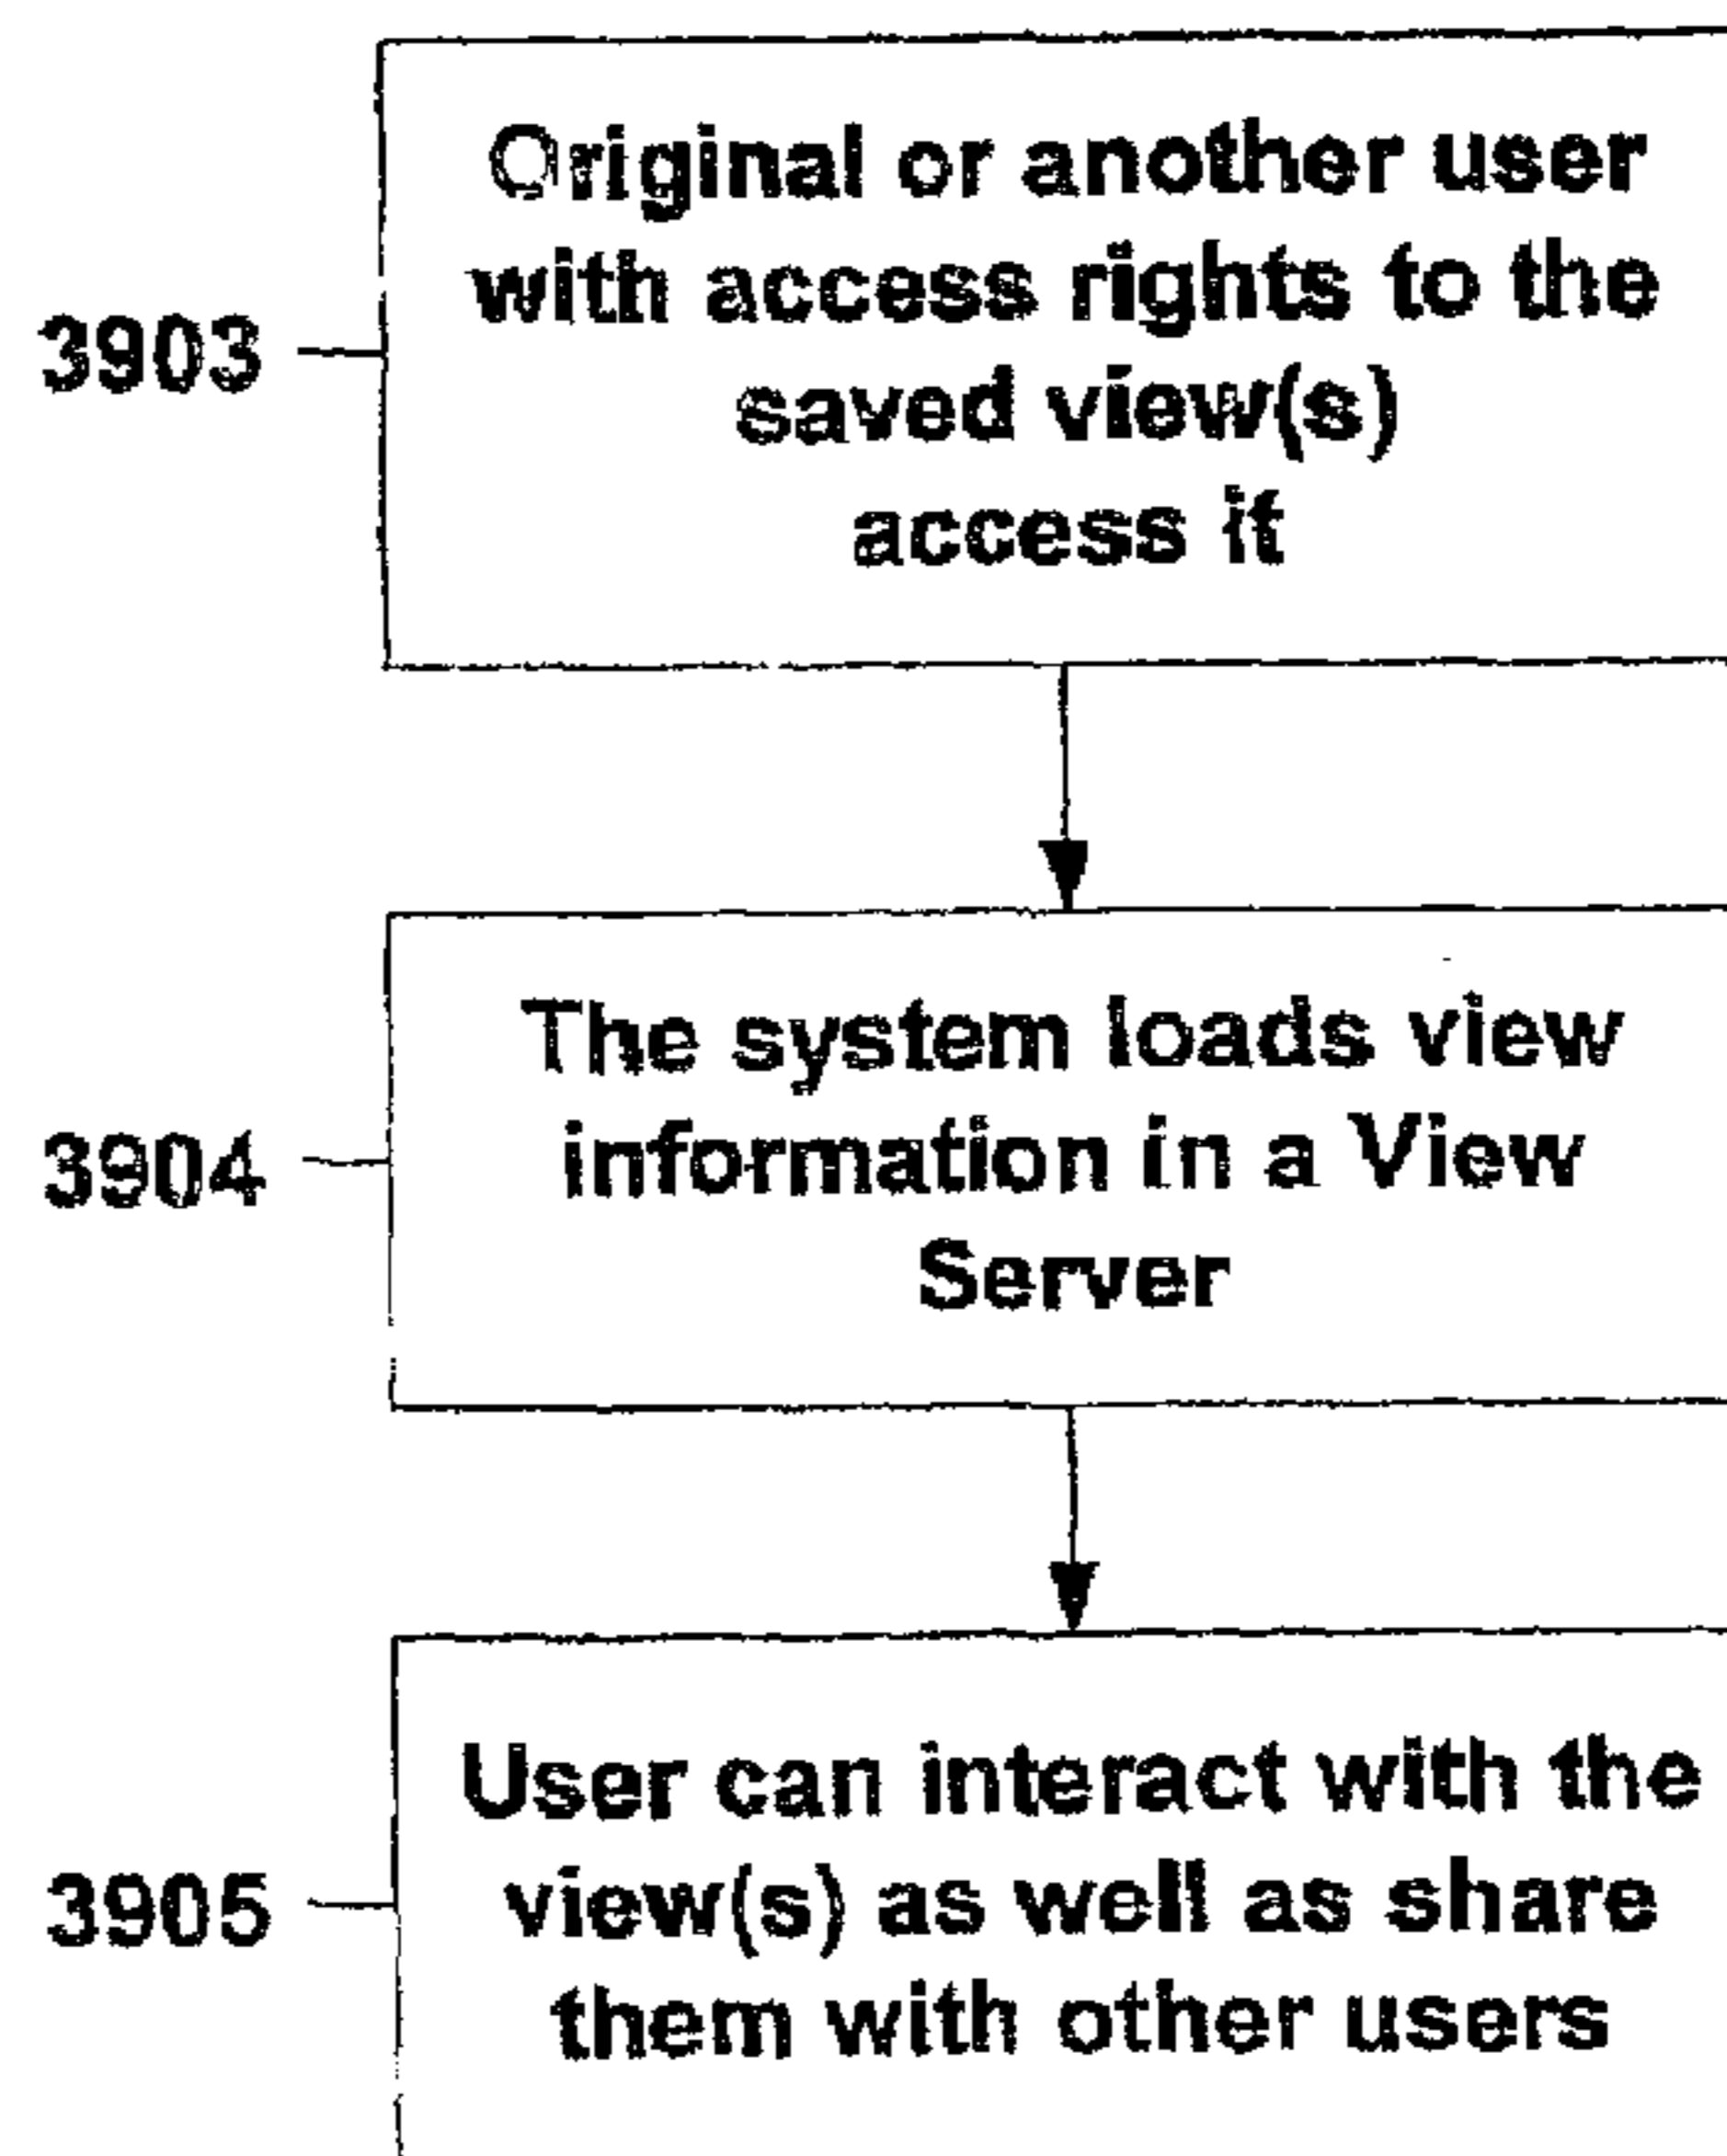 Original or another user
with access rights to the
3903
saved view(s)
access it
The system loads view
3904
information in a View
Server
User can interact with the
3905
view(s) as well as share
them with other users